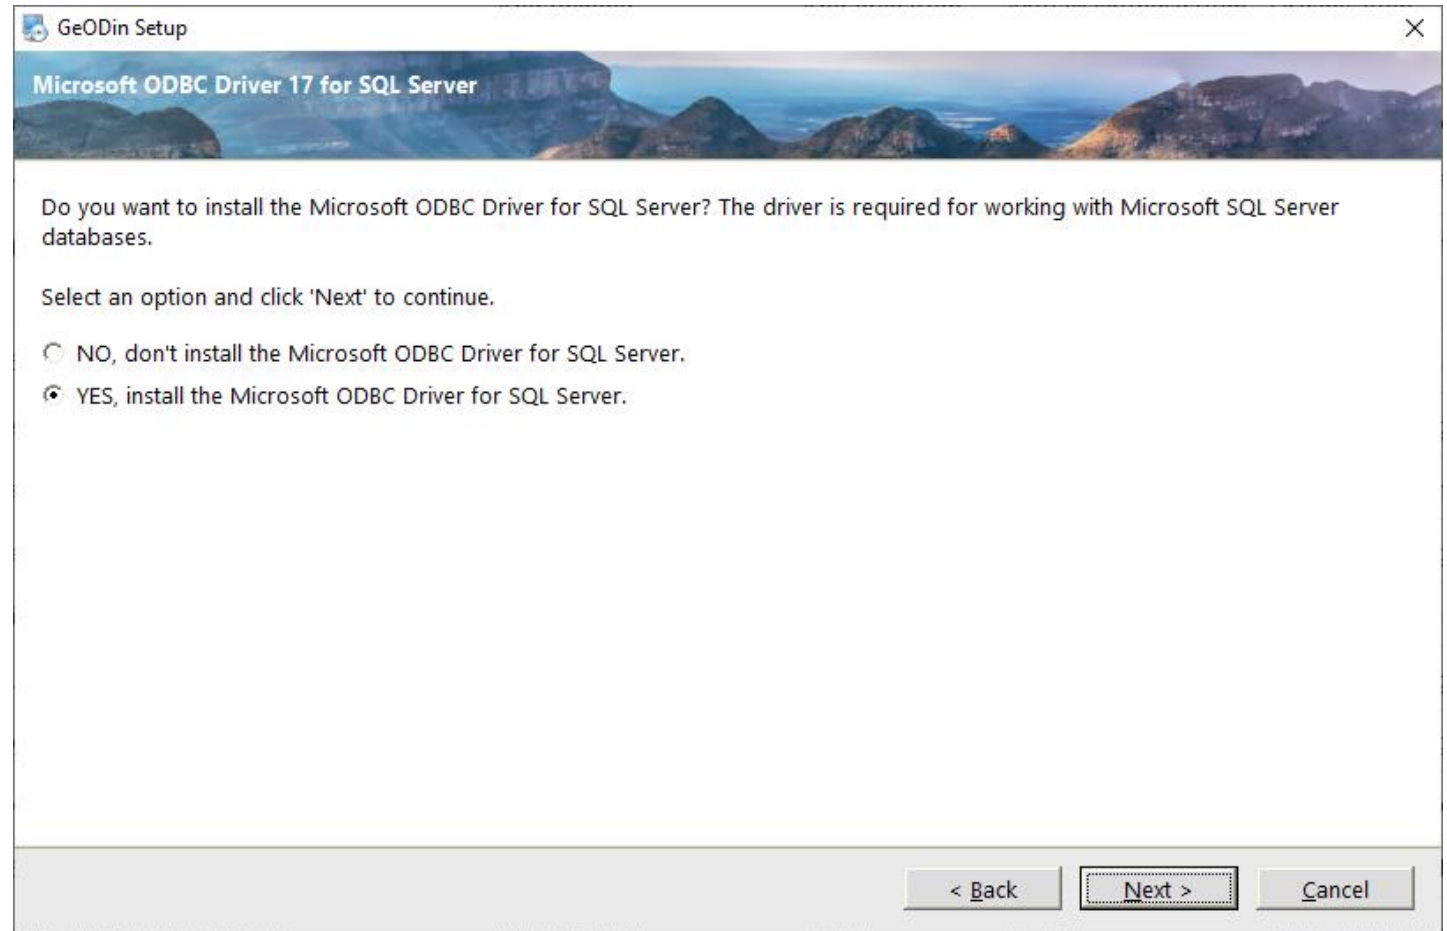 GeODin Setup
Microsoft ODBC Driver 17 for SQL Server
Do you want to install the Microsoft ODBC Driver for SQL Server? The driver is required for working with Microsoft SQL Server
databases.
Select an option and click 'Next' to continue.
NO, don't install the Microsoft ODBC Driver for SQL Server.
YES, install the Microsoft ODBC Driver for SQL Server.
< Back Next > Cancel